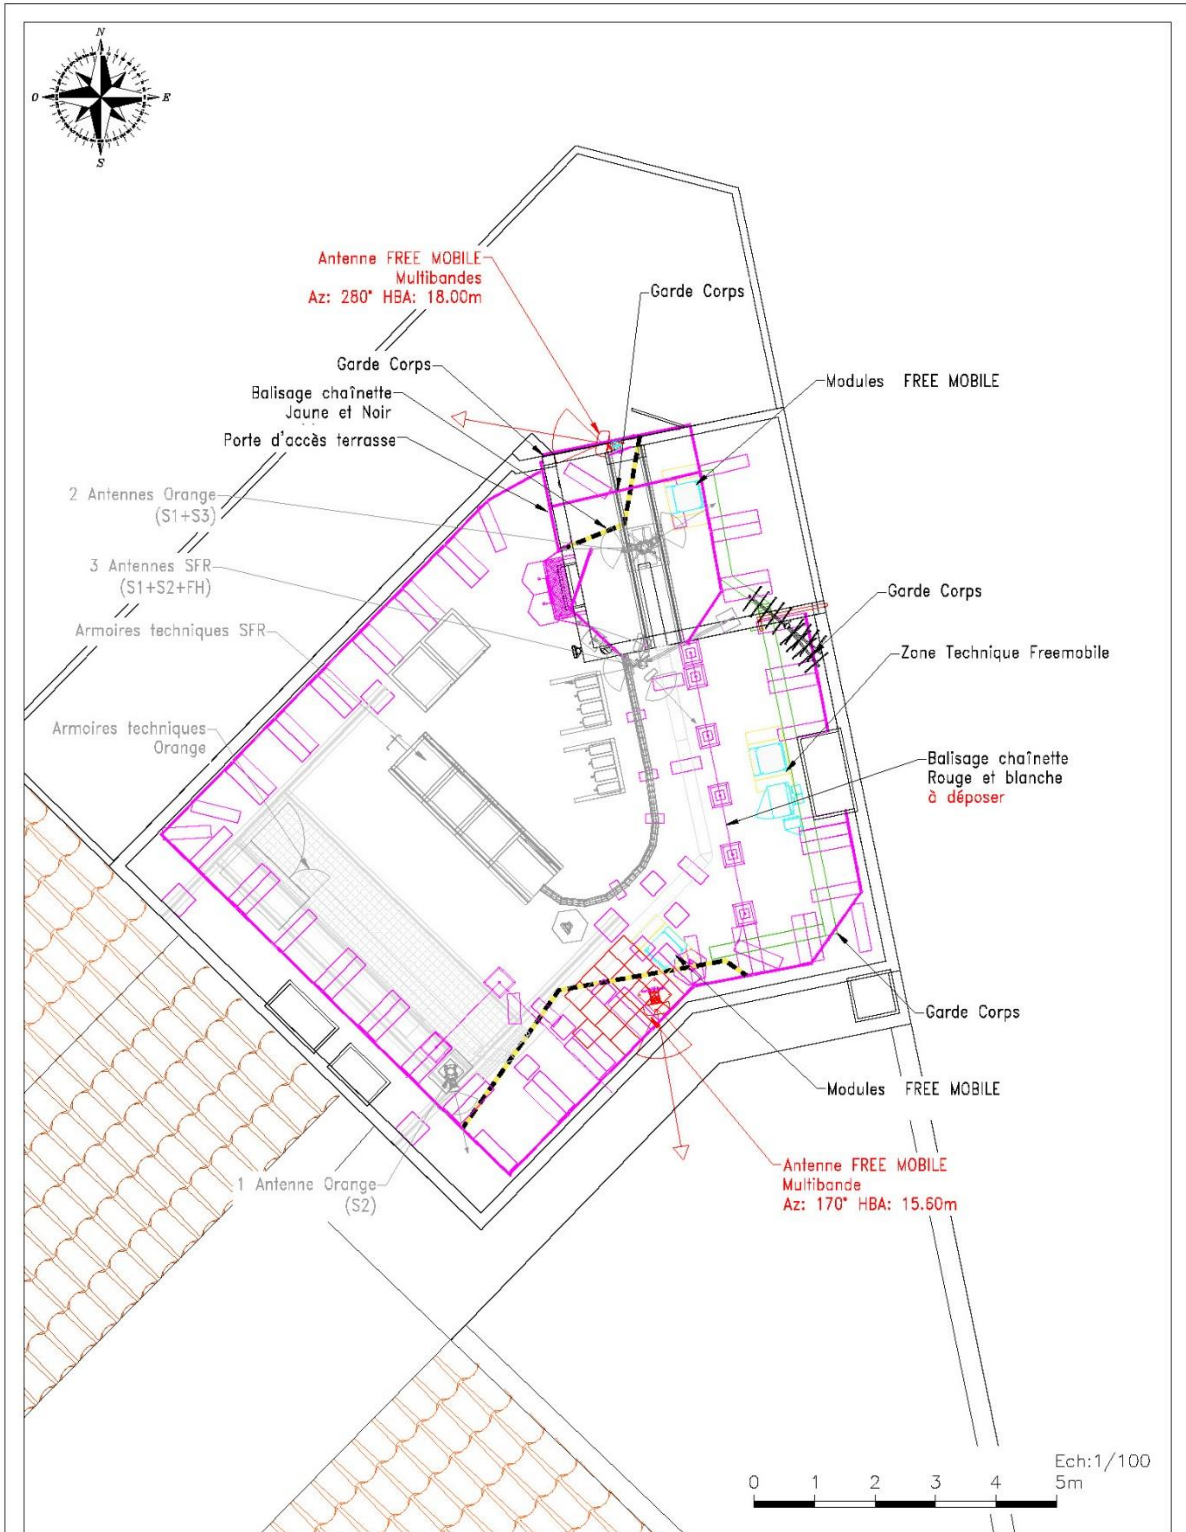 N
O
E
S
Antenne FREE MOBILE
Multibandes
Az: 280° HBA: 18.00m
Garde Corps
Garde Corps
Modules FREE MOBILE
Balisage chaînette
Jaune et Noir
Porte d'accès terrasse
2 Antennes Orange
(S1+S3)
3 Antennes SFR
(S1+S2+FH)
Garde Corps
Armoires techniques SFR
Zone Technique Freemobile
Armoires techniques
Orange
Balisage chaînette
Rouge et blanche
à déposer
Garde Corps
Modules FREE MOBILE
Antenne FREE MOBILE
Multibande
Az: 170° HBA: 15.60m
1 Antenne Orange
(S2)
Ech:1/100
0 1 2 3 4 5m